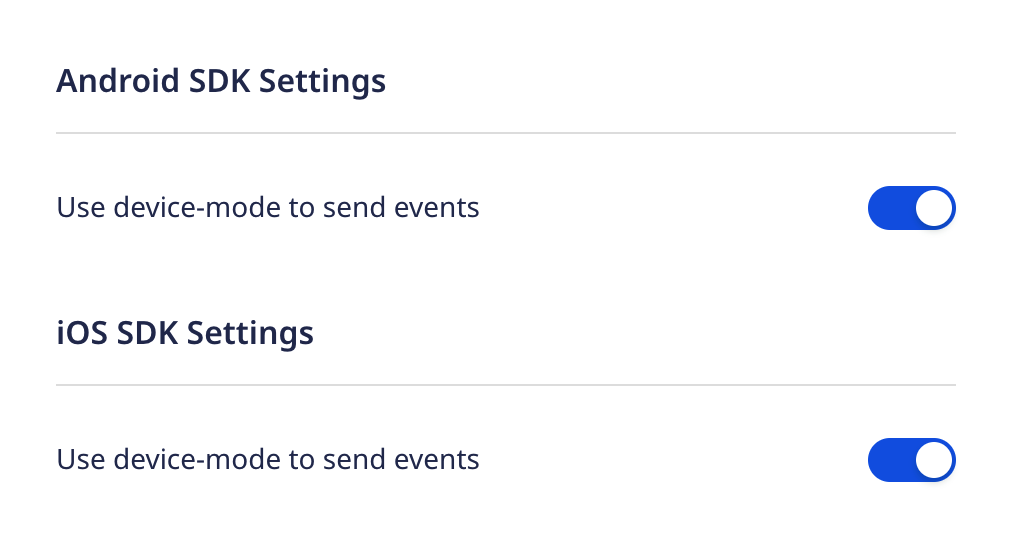 Android SDK Settings
Use device-mode to send events
iOS SDK Settings
Use device-mode to send events